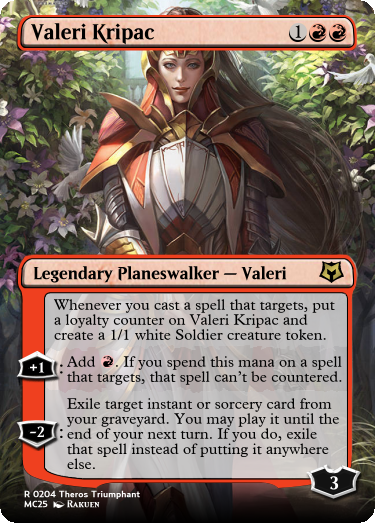 Valeri Kripac 1
Legendary Planeswalker — Valeri
Whenever you cast a spell that targets, put
a loyalty counter on Valeri Kripac and
create a 1/1 white Soldier creature token.
+1: Add R. If you spend this mana on a spell
that targets, that spell can't be countered.
Exile target instant or sorcery card from
your graveyard. You may play it until the
-2: end of your next turn. If you do, exile
that spell instead of putting it anywhere
else.
3
R 0204 Theros Triumphant
MC25 Rakuen